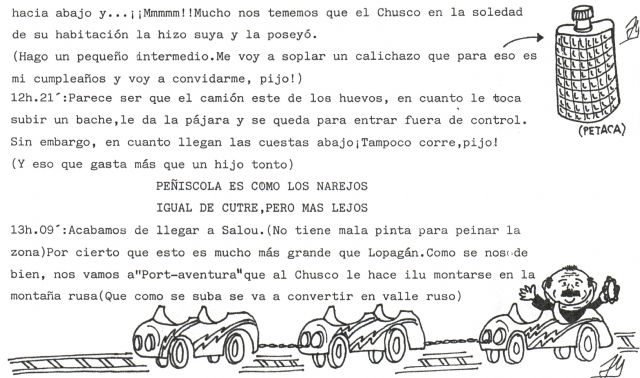 hacia abajo y...¡¡Mmmmm!!Mucho nos tememos que el Chusco en la soledad
de su habitación la hizo suya y la poseyó.
(Hago un pequeño intermedio.Me voy a soplar un calichazo que para eso es
mi cumpleaños y voy a convidarme, pijo!)
12h.21´:Parece ser que el camión este de los huevos, en cuanto le toca
subir un bache,le da la pájara y se queda para entrar fuera de control.
Sin embargo, en cuanto llegan las cuestas abajo¡Tampoco corre,pijo!
(Y eso que gasta más que un hijo tonto)
PEÑISCOLA ES COMO LOS NAREJOS
IGUAL DE CUTRE,PERO MAS LEJOS
13h.09´:Acabamos de llegar a Salou.(No tiene mala pinta para peinar la
zona)Por cierto que esto es mucho más grande que Lopagán.Como se nos de
bien, nos vamos a"Port-aventura"que al Chusco le hace ilu montarse en la
montaña rusa(Que como se suba se va a convertir en valle ruso)
(PETACA)